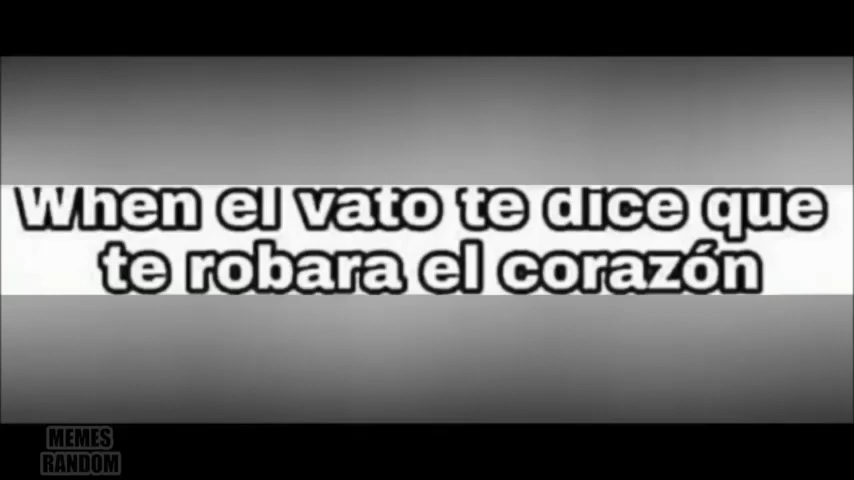 When el vato te dice que
te robara el corazón
MEMES
RANDOM